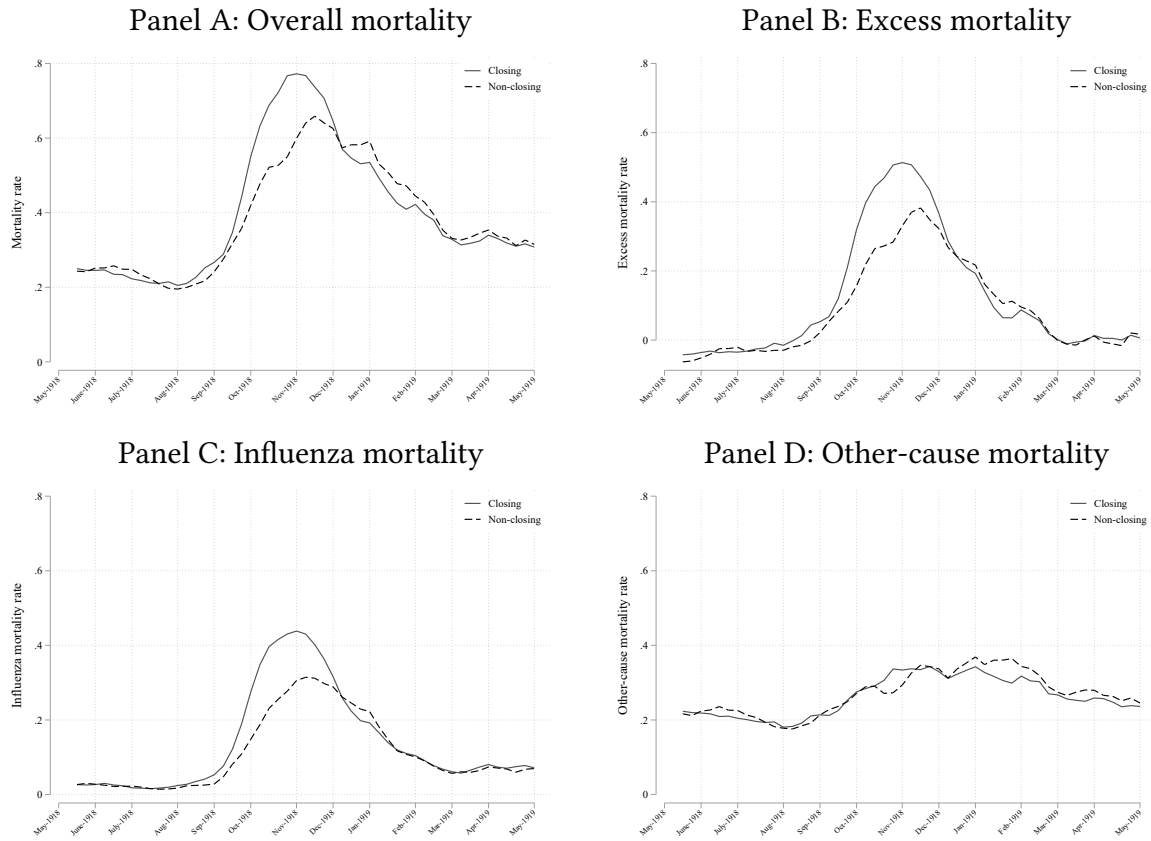 Panel A: Overall mortality
Mortality rate
.8
.6
.4
.2
0
Closing
Non-closing
May-1918
June-1918
July-1918
Aug-1918
Sep-1918
Oct-1918
Nov-1918
Dec-1918
Jan-1919
Feb-1919
Mar-1919
Apr-1919
May-1919
Panel B: Excess mortality
Excess mortality rate
.8
.6
.4
.2
0
Closing
Non-closing
May-1918
June-1918
July-1918
Aug-1918
Sep-1918
Oct-1918
Nov-1918
Dec-1918
Jan-1919
Feb-1919
Mar-1919
Apr-1919
May-1919
Panel C: Influenza mortality
Influenza mortality rate
.8
.6
.4
.2
0
Closing
Non-closing
May-1918
June-1918
July-1918
Aug-1918
Sep-1918
Oct-1918
Nov-1918
Dec-1918
Jan-1919
Feb-1919
Mar-1919
Apr-1919
May-1919
Panel D: Other-cause mortality
Other-cause mortality rate
.8
.6
.4
.2
0
Closing
Non-closing
May-1918
June-1918
July-1918
Aug-1918
Sep-1918
Oct-1918
Nov-1918
Dec-1918
Jan-1919
Feb-1919
Mar-1919
Apr-1919
May-1919